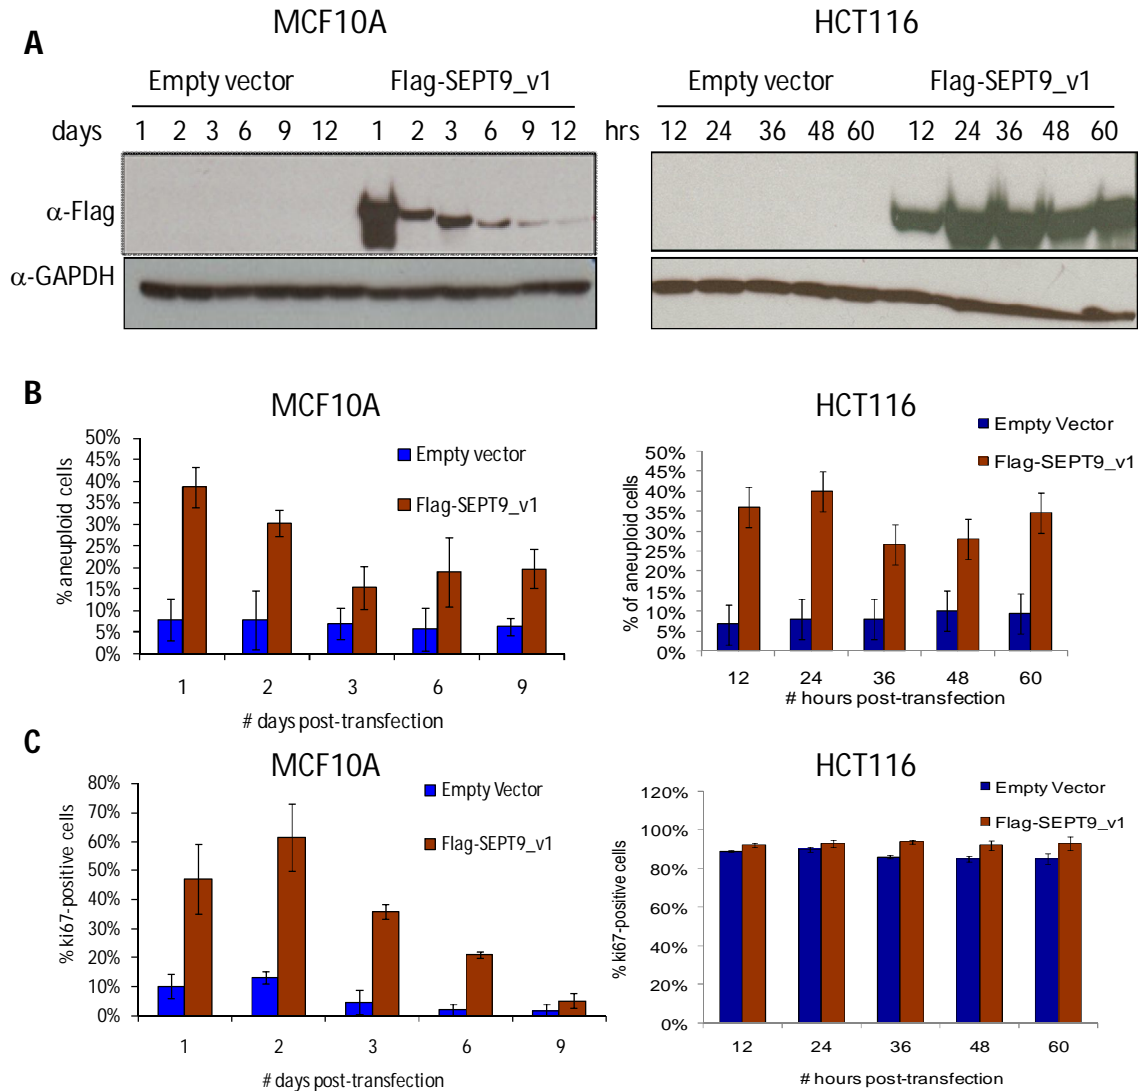 MCF10A
HCT116
A
Empty vector
Flag-SEPT9_v1
Empty vector
Flag-SEPT9_v1
days 1 2 3 6 9 12 1 2 3 6 9 12
hrs 12 24 36 48 60 12 24 36 48 60
α-Flag
α-GAPDH
B
MCF10A
% aneuploid cells
50%
45%
40%
35%
30%
25%
20%
15%
10%
5%
0%
Empty vector
Flag-SEPT9_v1
1 2 3 6 9
# days post-transfection
HCT116
% of aneuploid cells
50%
45%
40%
35%
30%
25%
20%
15%
10%
5%
0%
Empty Vector
Flag-SEPT9_v1
12 24 36 48 60
# hours post-transfection
C
MCF10A
% ki67-positive cells
80%
70%
60%
50%
40%
30%
20%
10%
0%
Empty Vector
Flag-SEPT9_v1
1 2 3 6 9
# days post-transfection
HCT116
% ki67-positive cells
120%
100%
80%
60%
40%
20%
0%
Empty Vector
Flag-SEPT9_v1
12 24 36 48 60
# hours post-transfection